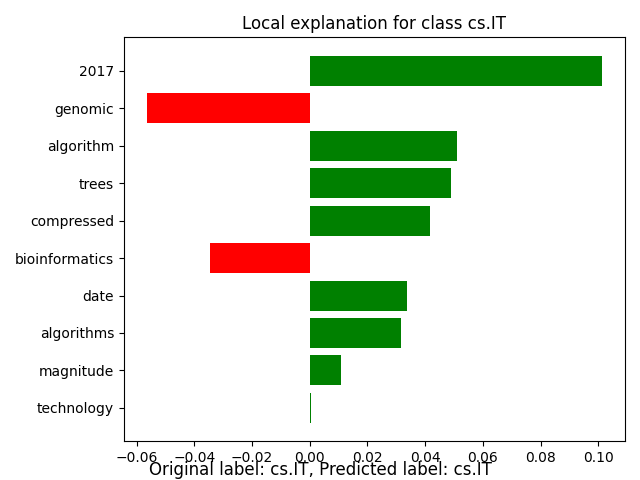 Local explanation for class cs.IT
2017
genomic
algorithm
trees
compressed
bioinformatics
date
algorithms
magnitude
technology
−0.06 −0.04 −0.02 0.00 0.02 0.04 0.06 0.08 0.10
Original label: cs.IT, Predicted label: cs.IT